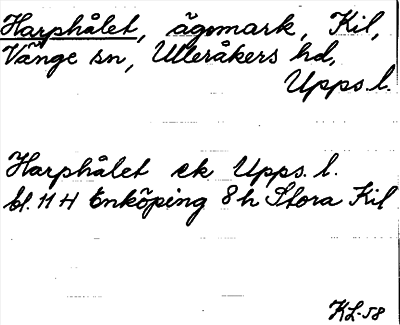 Harphålet, ägomark, Kil,
Vänge sn, Ulleråkers hd,
Upps. l.
Harphålet ek Upps. l.
bl. 11 H Enköping 8 h Stora Kil
KL-58